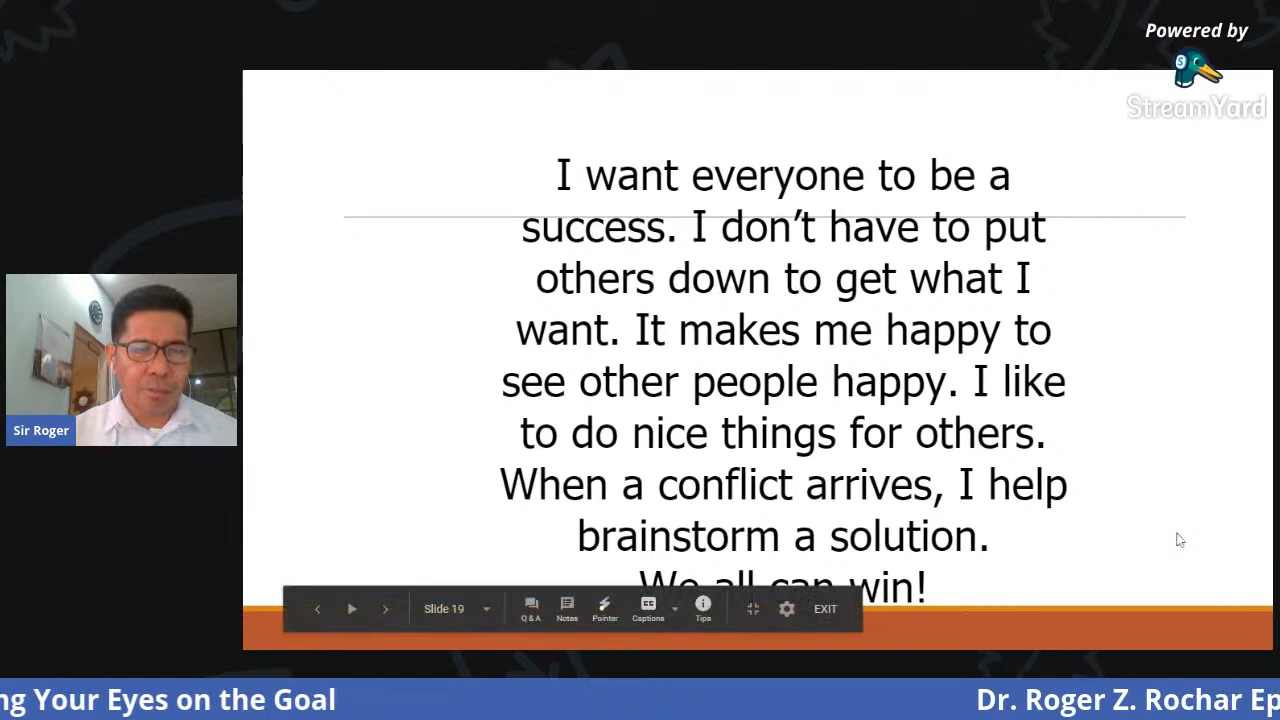 Powered by
StreamYard
I want everyone to be a
success. I don’t have to put
others down to get what I
want. It makes me happy to
see other people happy. I like
to do nice things for others.
When a conflict arrives, I help
brainstorm a solution.
We all can win!
Sir Roger
Slide 19
Q & A
Notes
Pointer
Captions
Tips
EXIT
ng Your Eyes on the Goal
Dr. Roger Z. Rochar Ep